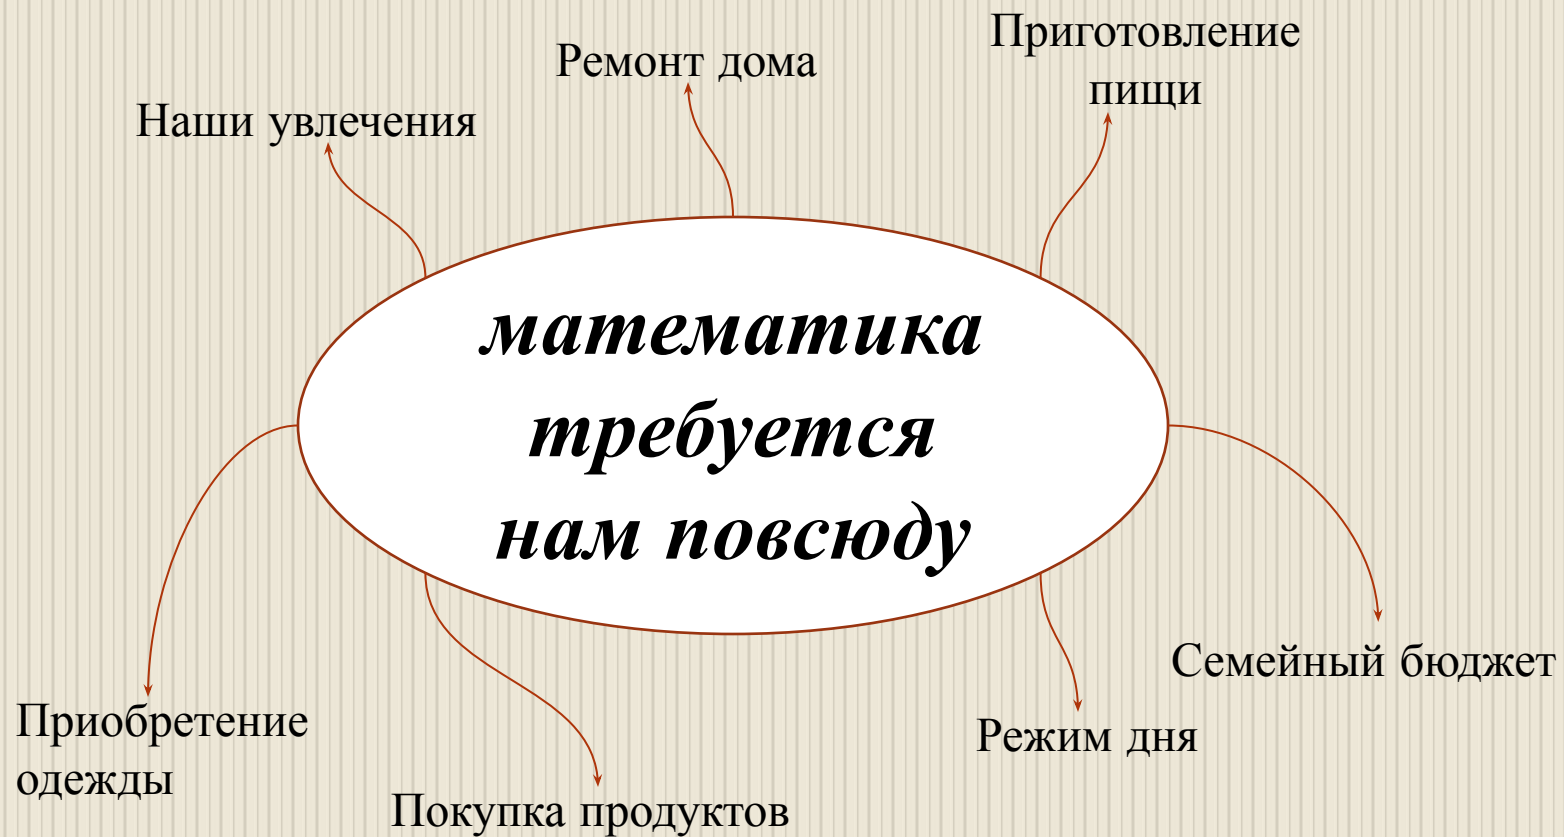 Приготовление
пищи
Ремонт дома
Наши увлечения
математика
требуется
нам повсюду
Семейный бюджет
Приобретение
одежды
Режим дня
Покупка продуктов